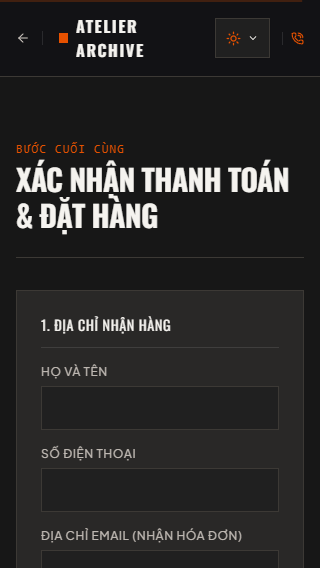 ATELIER
ARCHIVE
BƯỚC CUỐI CÙNG
XÁC NHẬN THANH TOÁN
& ĐẶT HÀNG
1. ĐỊA CHỈ NHẬN HÀNG
HỌ VÀ TÊN
SỐ ĐIỆN THOẠI
ĐỊA CHỈ EMAIL (NHẬN HÓA ĐƠN)